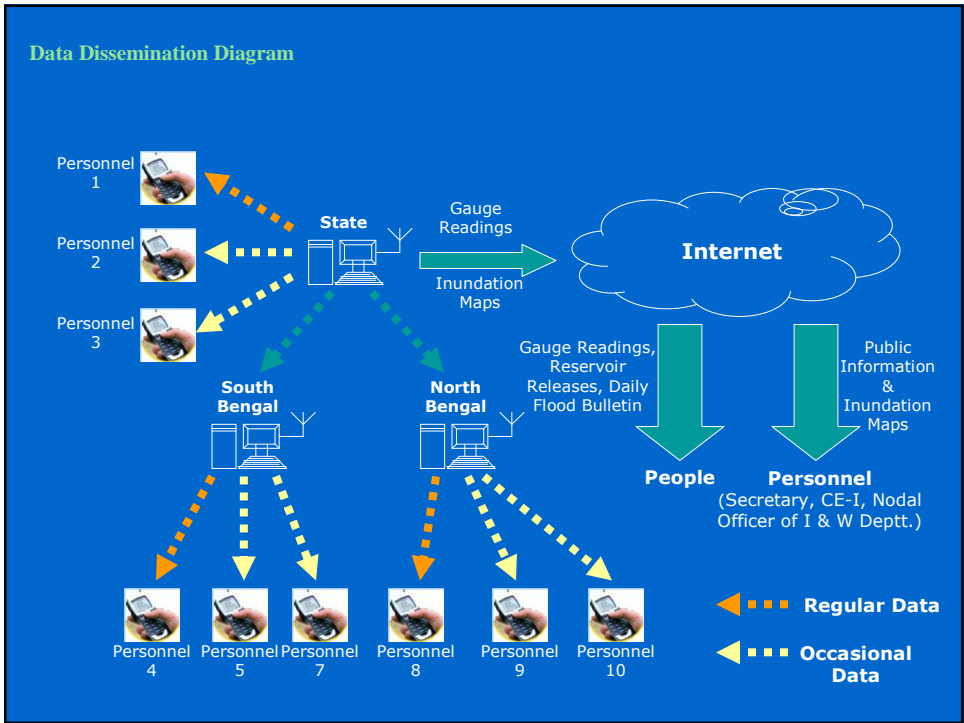 Data Dissemination Diagram
Personnel
1
Personnel
2
Personnel
3
State
Gauge
Readings
Inundation
Maps
Internet
South
Bengal
North
Bengal
Gauge Readings,
Reservoir
Releases, Daily
Flood Bulletin
Public
Information
&
Inundation
Maps
People
Personnel
(Secretary, CE-I, Nodal
Officer of I & W Deptt.)
Personnel
4
Personnel
5
Personnel
7
Personnel
8
Personnel
9
Personnel
10
Regular Data
Occasional
Data